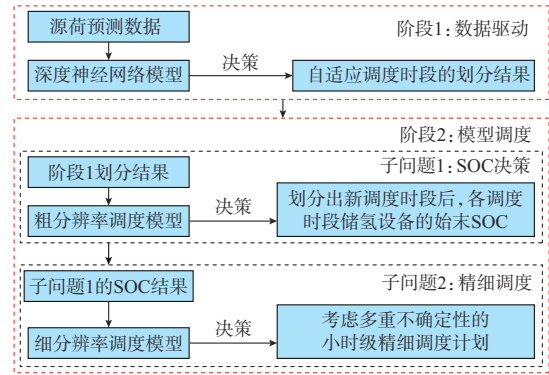 源荷预测数据
阶段1:数据驱动
深度神经网络模型
决策
自适应调度时段的划分结果
阶段2:模型调度
子问题1:SOC决策
阶段1划分结果
粗分辨率调度模型
决策
划分出新调度时段后,各调度
时段储氢设备的始末SOC
子问题2:精细调度
子问题1的SOC结果
细分辨率调度模型
决策
考虑多重不确定性的
小时级精细调度计划